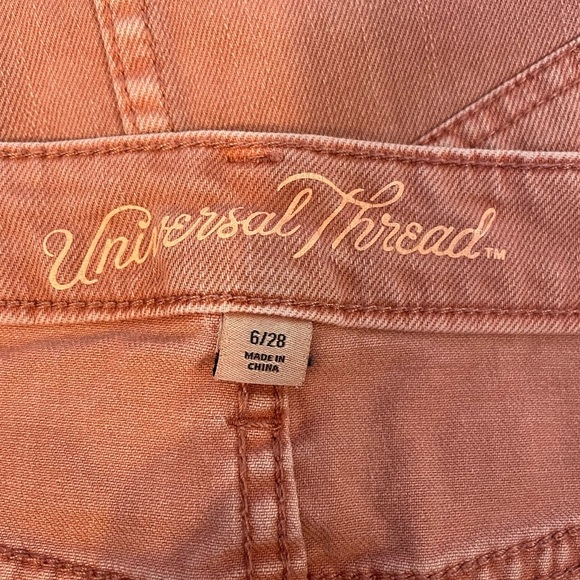 Universal Thread™
6/28
MADE IN
CHINA